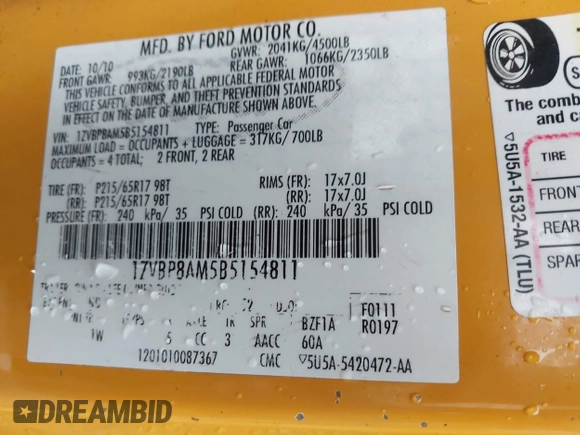 MFD. BY FORD MOTOR CO.
DATE: 10/10 GVWR: 2041KG/4500LB
FRONT GAWR: 993KG/2190LB REAR GAWR: 1066KG/2350LB
THIS VEHICLE CONFORMS TO ALL APPLICABLE FEDERAL MOTOR
VEHICLE SAFETY, BUMPER, AND THEFT PREVENTION STANDARDS
IN EFFECT ON THE DATE OF MANUFACTURE SHOWN ABOVE.
VIN: 1ZVBP8AM5B5154811 TYPE: Passenger Car
MAXIMUM LOAD = OCCUPANTS + LUGGAGE = 317KG/700LB
OCCUPANTS = 4 TOTAL; 2 FRONT, 2 REAR
TIRE (FR): P215/65R17 98T RIMS (FR): 17x7.0J
(RR): P215/65R17 98T (RR): 17x7.0J
PRESSURE (FR): 240 kPa/ 35 PSI COLD (RR): 240 kPa/ 35 PSI COLD
1ZVBP8AM5B5154811
F0111
TR SPR BZF1A R0197
1W 5 CC 3 AACC 60A
1201010087367 CMC ▽5U5A-5420472-AA
The comb
and ca
TIRE
FRONT
REAR
SPAR
▽5U5A-1532-AA (TLU)
DREAMBID